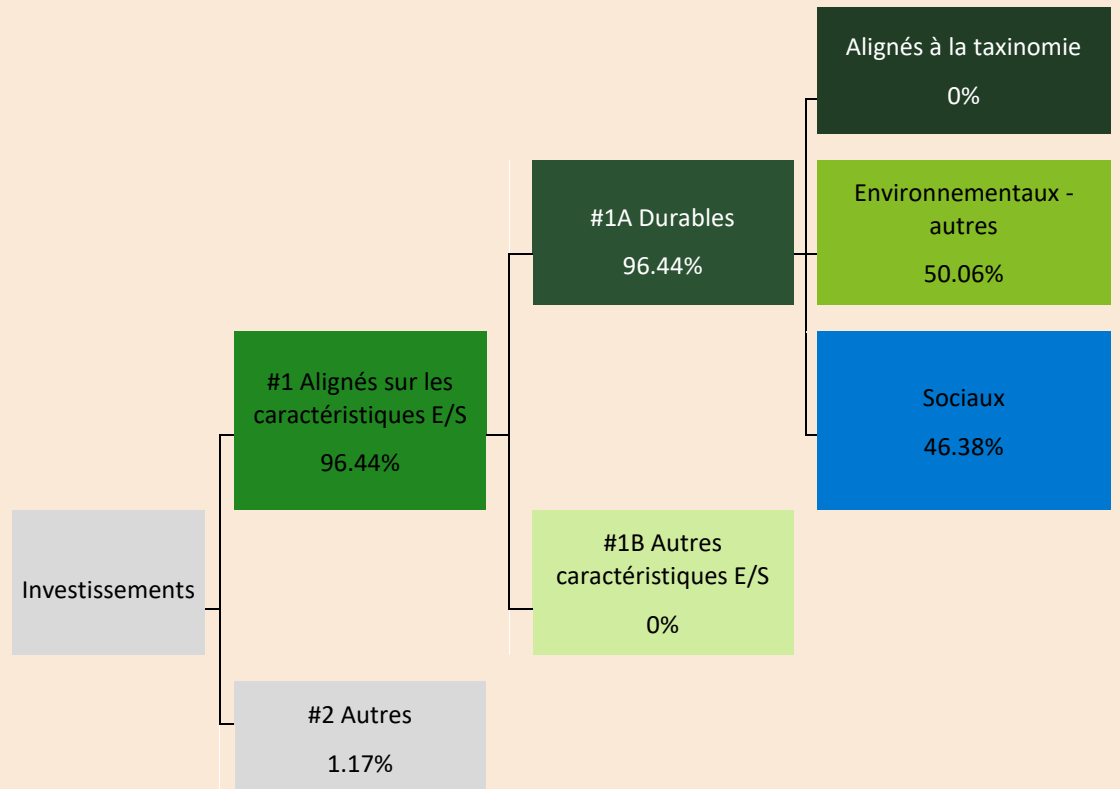 Alignés à la taxinomie
0%
#1A Durables
96.44%
Environnementaux -
autres
50.06%
#1 Alignés sur les
caractéristiques E/S
96.44%
Sociaux
46.38%
Investissements
#1B Autres
caractéristiques E/S
0%
#2 Autres
1.17%